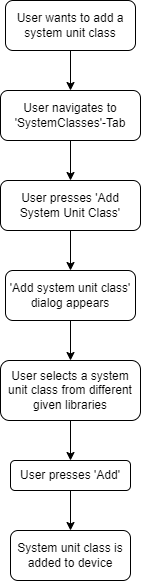 User wants to add a
system unit class
User navigates to
'SystemClasses'-Tab
User presses 'Add
System Unit Class'
'Add system unit class'
dialog appears
User selects a system
unit class from different
given libraries
User presses 'Add'
System unit class is
added to device